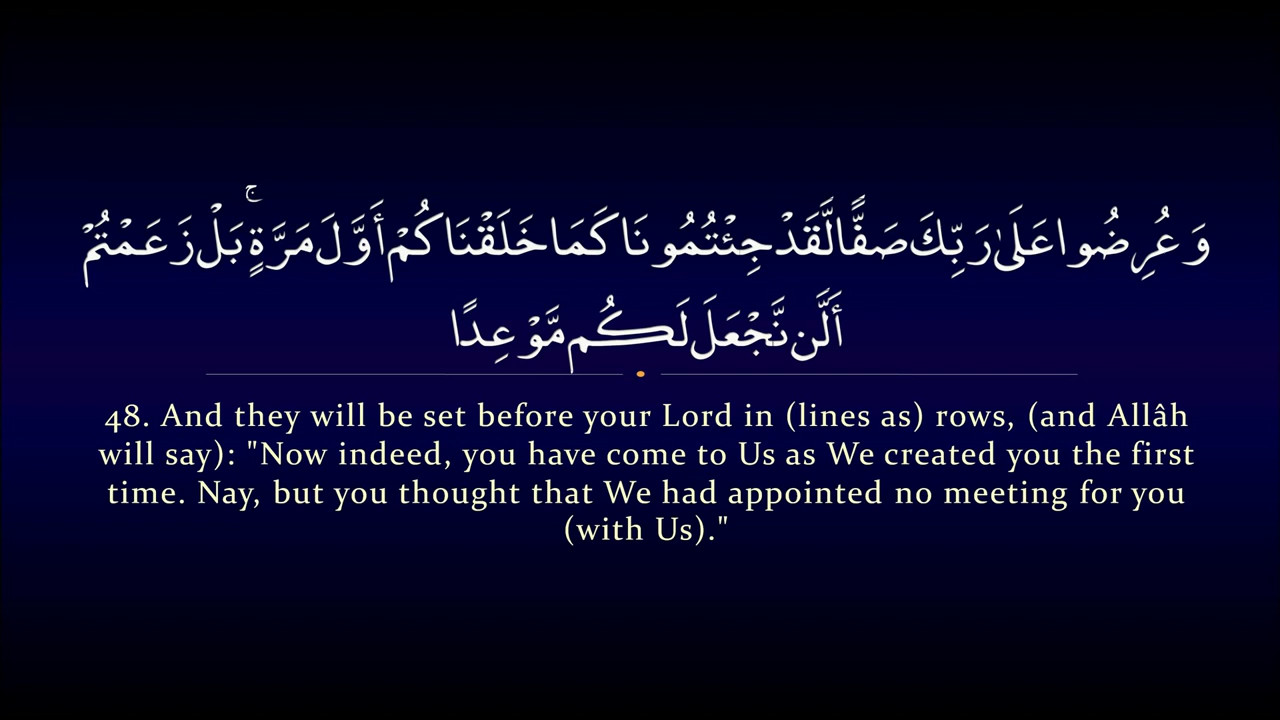 وَعُرِضُوا عَلَىٰ رَبِّكَ صَفًّا لَّقَدْ جِئْتُمُونَا كَمَا خَلَقْنَاكُمْ أَوَّلَ مَرَّةٍ ۚ بَلْ زَعَمْتُمْ
أَلَّن نَّجْعَلَ لَكُم مَّوْعِدًا
48. And they will be set before your Lord in (lines as) rows, (and Allâh
will say): "Now indeed, you have come to Us as We created you the first
time. Nay, but you thought that We had appointed no meeting for you
(with Us)."